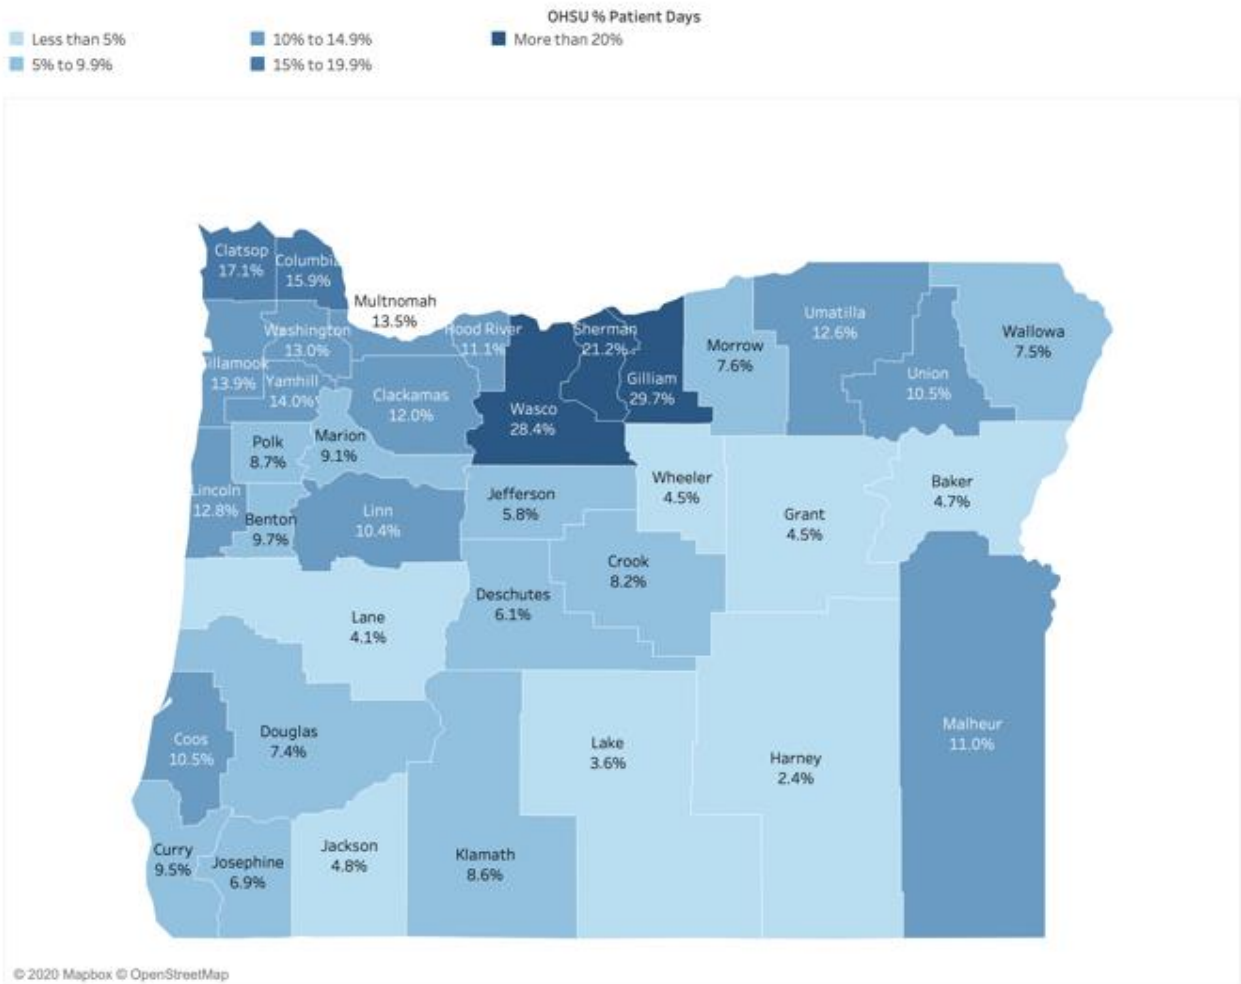 OHSU % Patient Days
Less than 5%
5% to 9.9%
10% to 14.9%
15% to 19.9%
More than 20%
Clatsop
17.1%
Columbi
15.9%
Multnomah
13.5%
Washington
13.0%
Hood River
11.1%
Sherman
21.2%
Gilliam
29.7%
Morrow
7.6%
Umatilla
12.6%
Union
10.5%
Wallowa
7.5%
illamook
13.9%
Yamhill
14.0%
Clackamas
12.0%
Wasco
28.4%
Polk
8.7%
Marion
9.1%
Lincoln
12.8%
Benton
9.7%
Linn
10.4%
Jefferson
5.8%
Wheeler
4.5%
Grant
4.5%
Baker
4.7%
Crook
8.2%
Deschutes
6.1%
Lane
4.1%
Coos
10.5%
Douglas
7.4%
Lake
3.6%
Harney
2.4%
Malheur
11.0%
Curry
9.5%
Josephine
6.9%
Jackson
4.8%
Klamath
8.6%
© 2020 Mapbox © OpenStreetMap